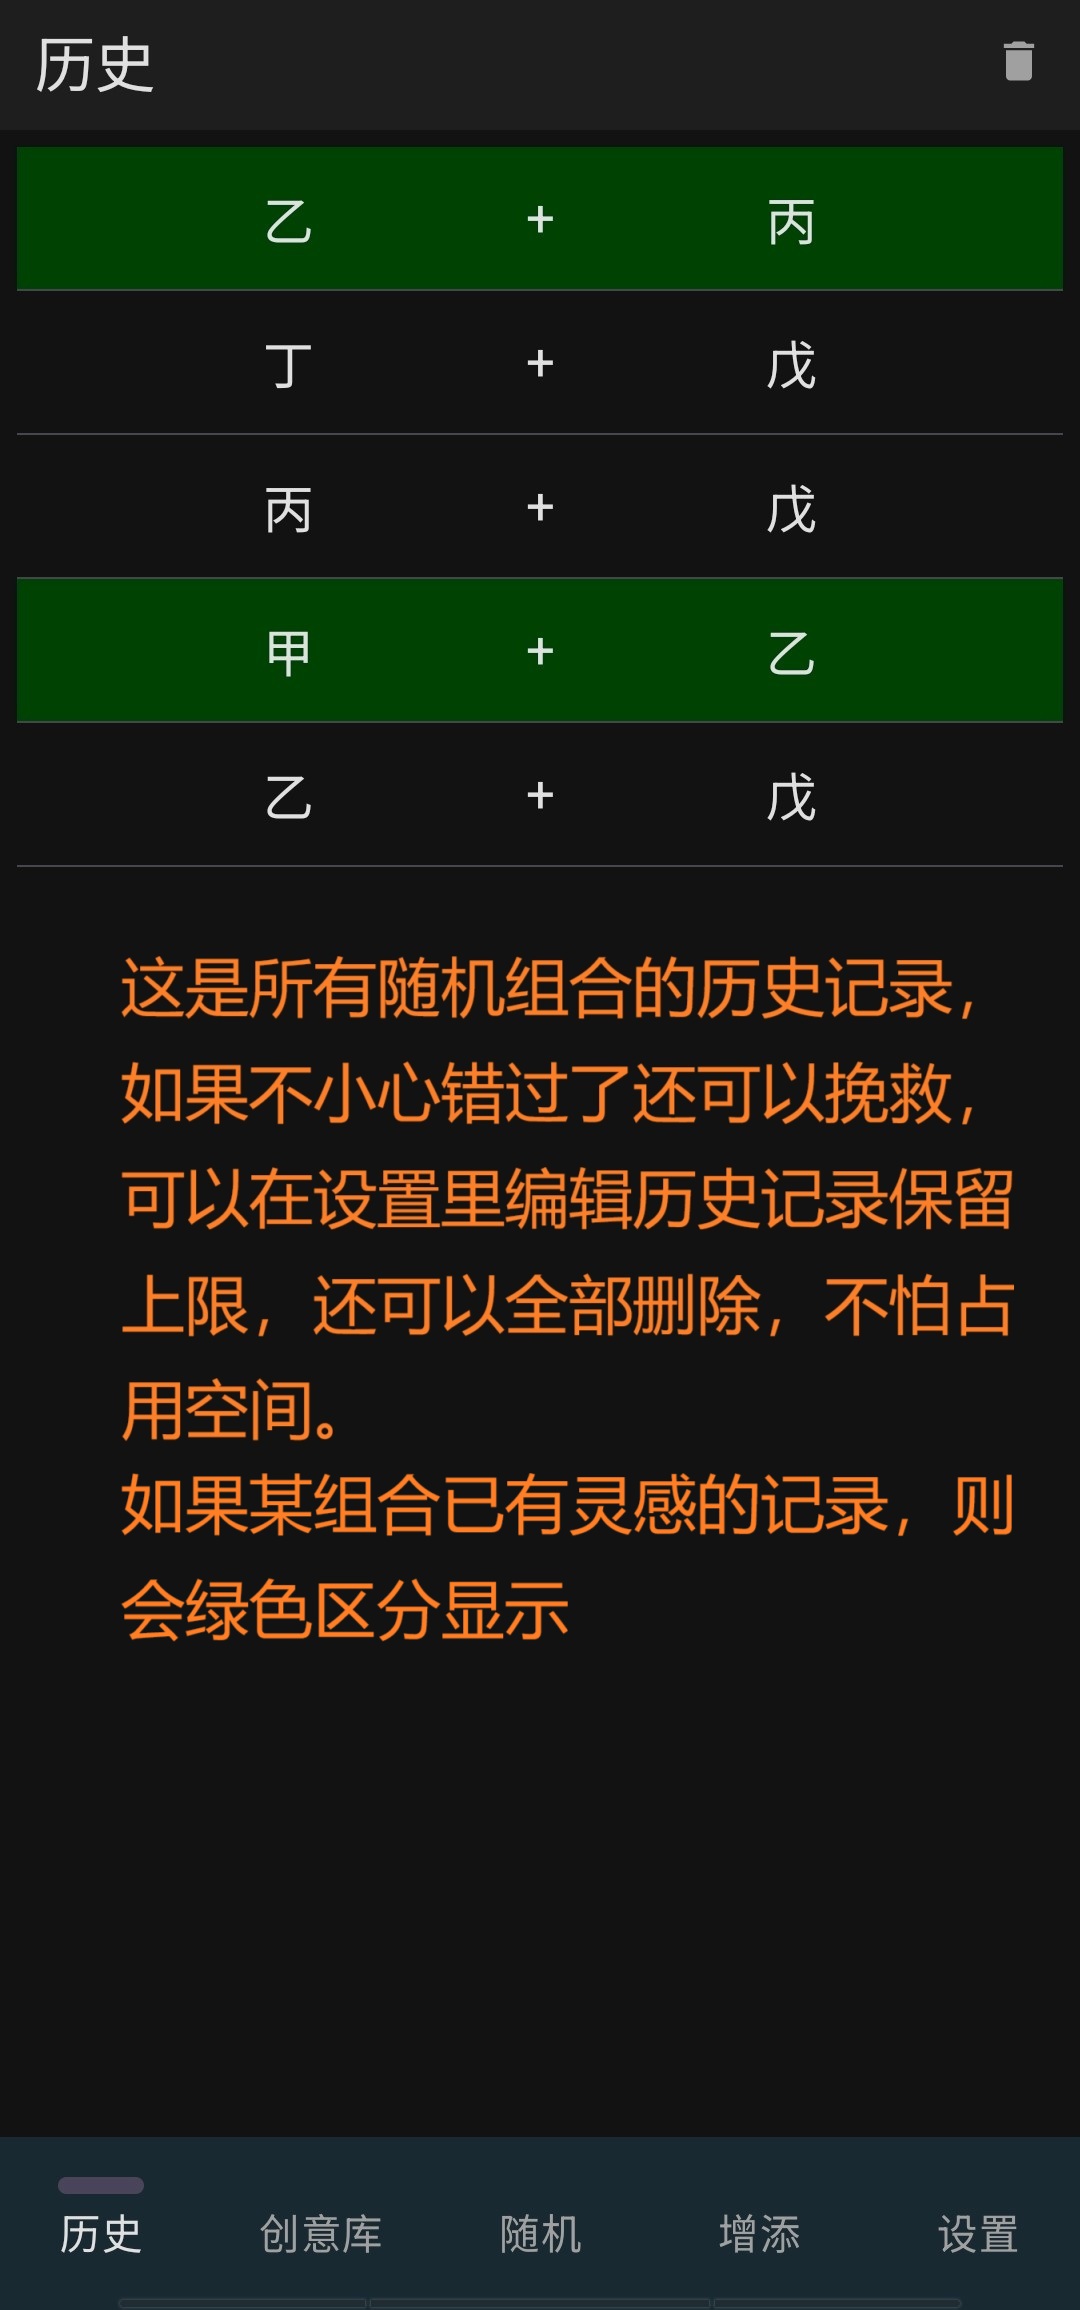 历史
乙 + 丙
丁 + 戊
丙 + 戊
甲 + 乙
乙 + 戊
这是所有随机组合的历史记录，
如果不小心错过了还可以挽救，
可以在设置里编辑历史记录保留
上限，还可以全部删除，不怕占
用空间。
如果某组合已有灵感的记录，则
会绿色区分显示
历史 创意库 随机 增添 设置